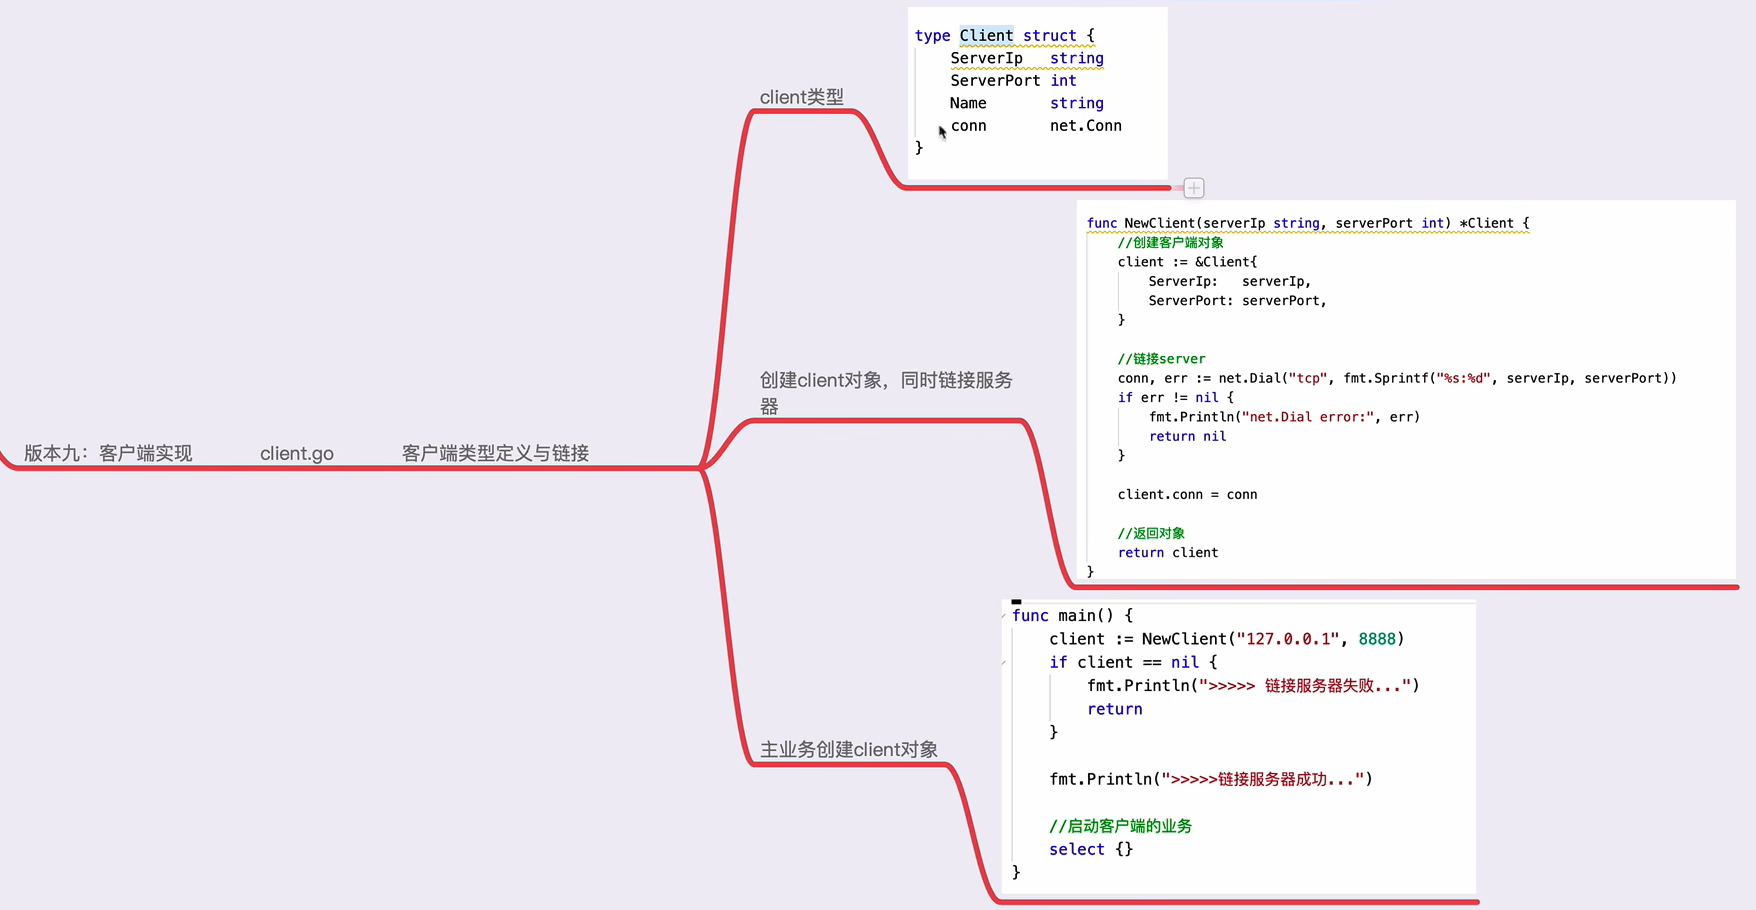 版本九：客户端实现
client.go
客户端类型定义与链接
client类型
type Client struct {
ServerIp string
ServerPort int
Name string
conn net.Conn
}
创建client对象，同时链接服务
器
func NewClient(serverIp string, serverPort int) *Client {
//创建客户端对象
client := &Client{
ServerIp: serverIp,
ServerPort: serverPort,
}
//链接server
conn, err := net.Dial("tcp", fmt.Sprintf("%s:%d", serverIp, serverPort))
if err != nil {
fmt.Println("net.Dial error:", err)
return nil
}
client.conn = conn
//返回对象
return client
}
主业务创建client对象
func main() {
client := NewClient("127.0.0.1", 8888)
if client == nil {
fmt.Println(">>>>> 链接服务器失败...")
return
}
fmt.Println(">>>>>链接服务器成功...")
//启动客户端的业务
select {}
}